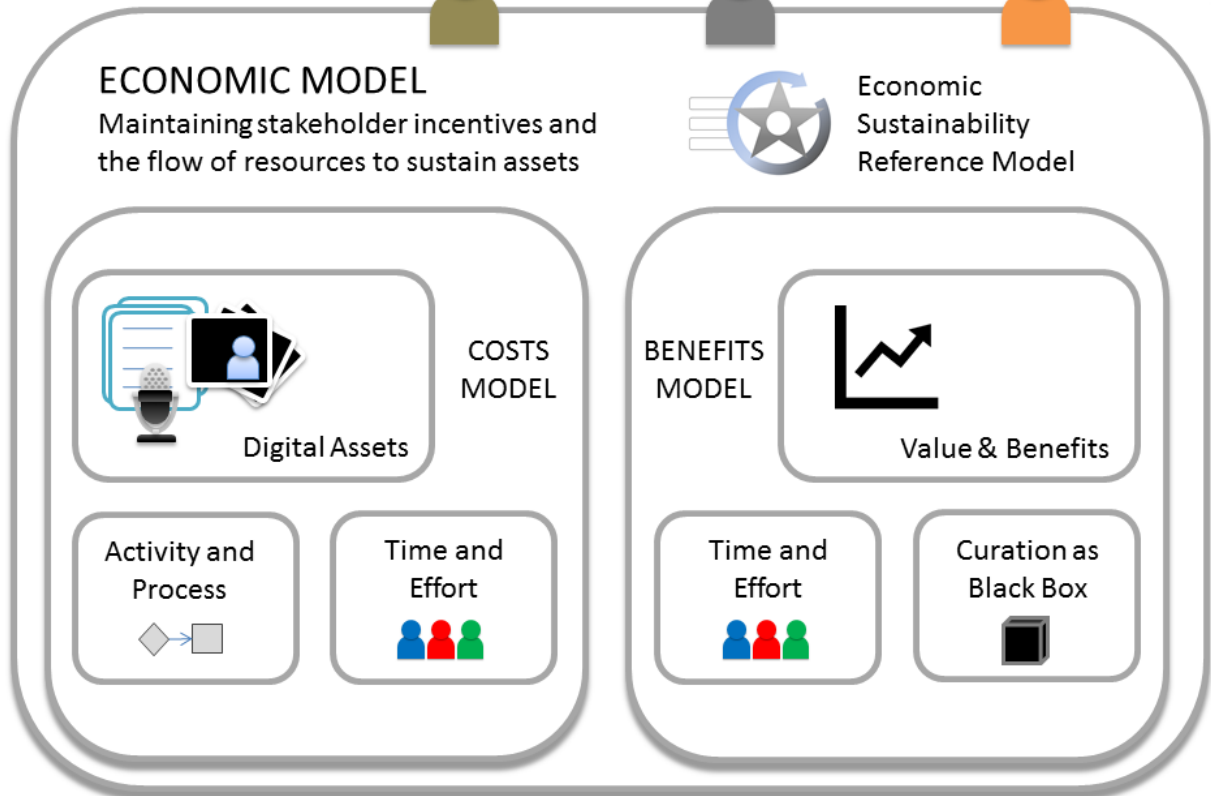 ECONOMIC MODEL
Maintaining stakeholder incentives and
the flow of resources to sustain assets
Economic
Sustainability
Reference Model
Digital Assets
COSTS
MODEL
Activity and
Process
Time and
Effort
BENEFITS
MODEL
Value & Benefits
Time and
Effort
Curation as
Black Box